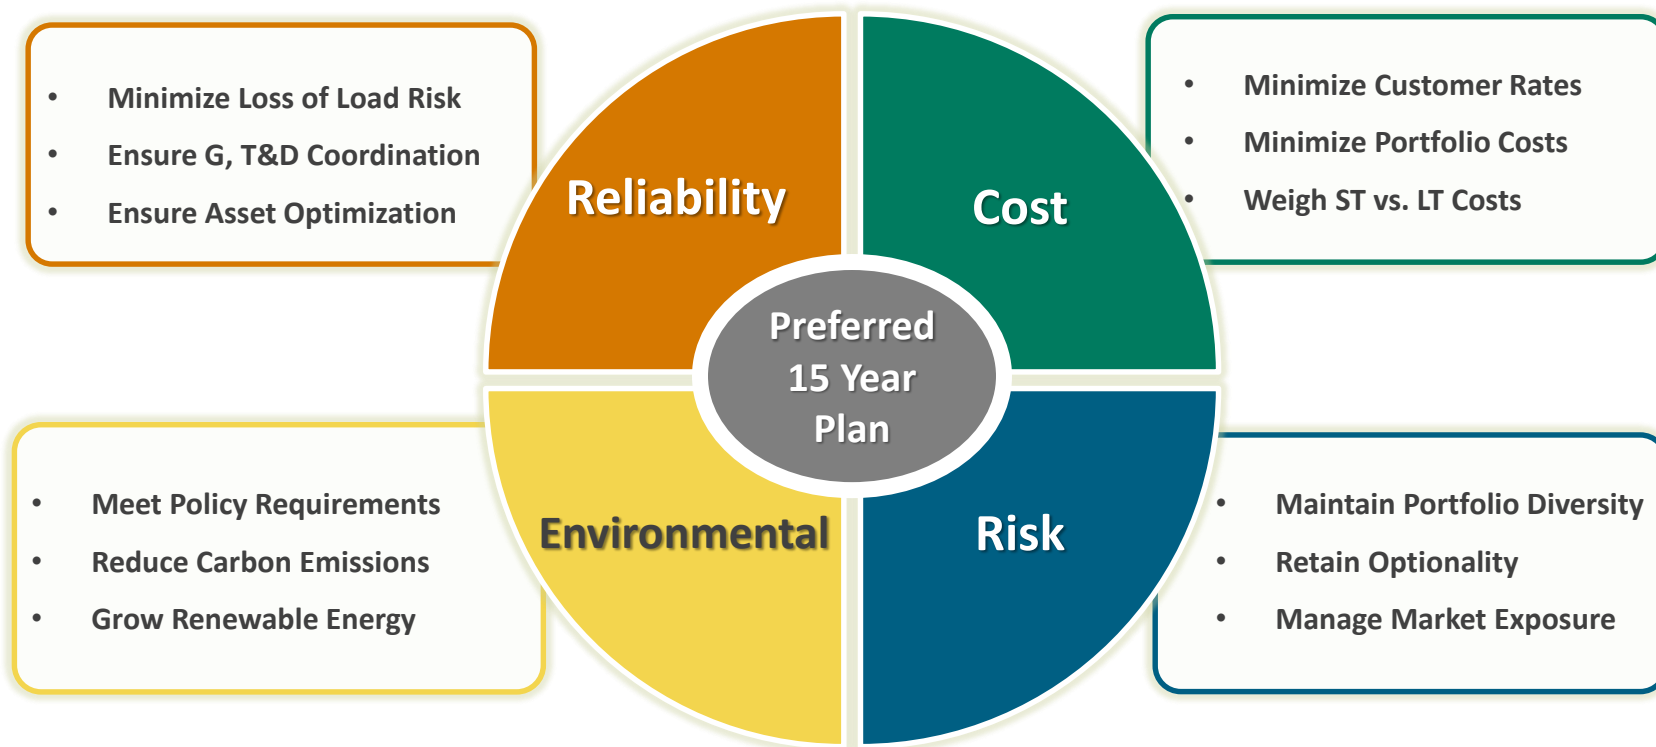 • Minimize Loss of Load Risk
• Ensure G, T&D Coordination
• Ensure Asset Optimization
Reliability
Cost
• Minimize Customer Rates
• Minimize Portfolio Costs
• Weigh ST vs. LT Costs
Preferred
15 Year
Plan
• Meet Policy Requirements
• Reduce Carbon Emissions
• Grow Renewable Energy
Environmental
Risk
• Maintain Portfolio Diversity
• Retain Optionality
• Manage Market Exposure